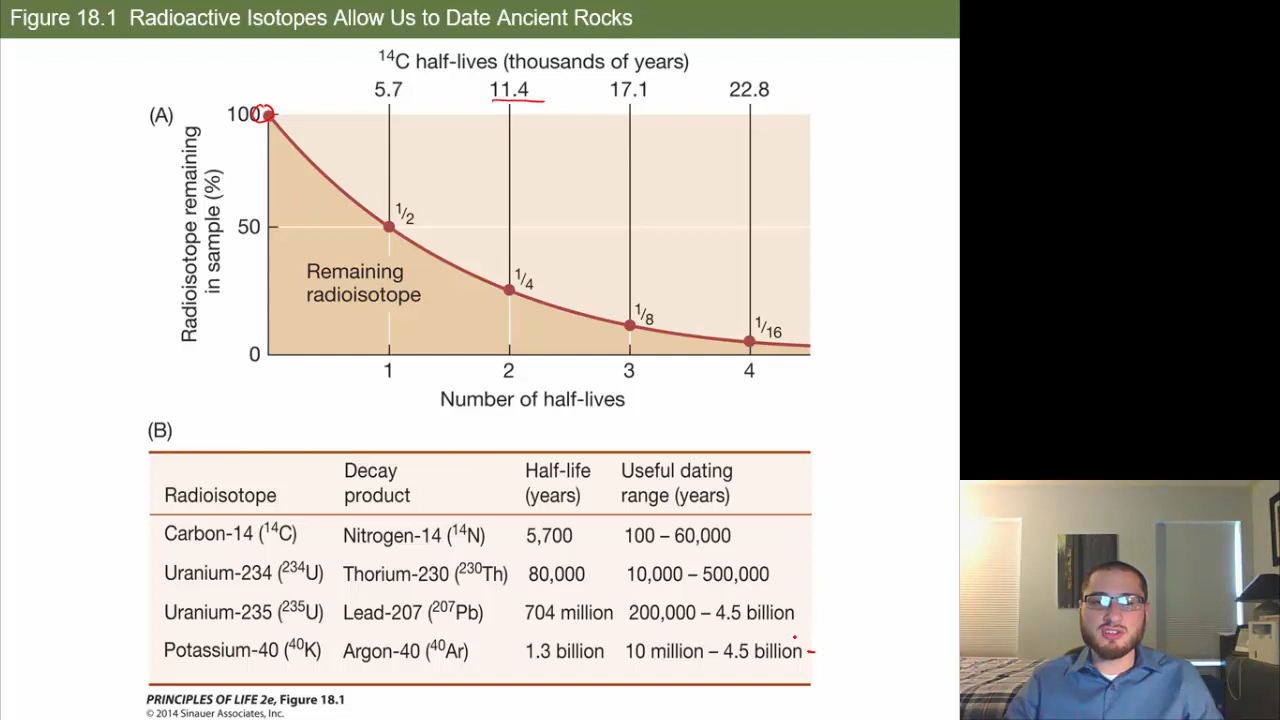 Figure 18.1 Radioactive Isotopes Allow Us to Date Ancient Rocks
¹⁴C half-lives (thousands of years)
5.7 11.4 17.1 22.8
(A)
Radioisotope remaining
in sample (%)
100
50
0
1/2
1/4
1/8
1/16
Remaining
radioisotope
1 2 3 4
Number of half-lives
(B)
Radioisotope Decay product Half-life (years) Useful dating range (years)
Carbon-14 (¹⁴C) Nitrogen-14 (¹⁴N) 5,700 100 – 60,000
Uranium-234 (²³⁴U) Thorium-230 (²³⁰Th) 80,000 10,000 – 500,000
Uranium-235 (²³⁵U) Lead-207 (²⁰⁷Pb) 704 million 200,000 – 4.5 billion
Potassium-40 (⁴⁰K) Argon-40 (⁴⁰Ar) 1.3 billion 10 million – 4.5 billion
PRINCIPLES OF LIFE 2e, Figure 18.1
© 2014 Sinauer Associates, Inc.